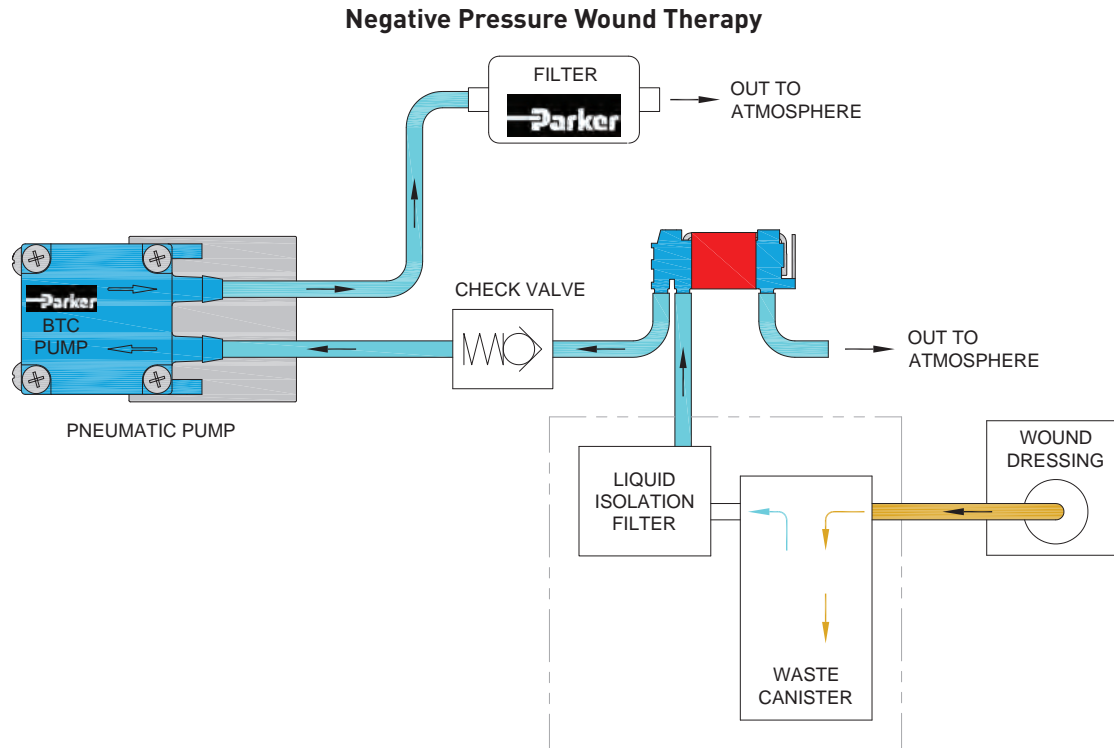 Negative Pressure Wound Therapy
FILTER
Parker
OUT TO
ATMOSPHERE
CHECK VALVE
Parker
BTC
PUMP
OUT TO
ATMOSPHERE
PNEUMATIC PUMP
WOUND
DRESSING
LIQUID
ISOLATION
FILTER
WASTE
CANISTER